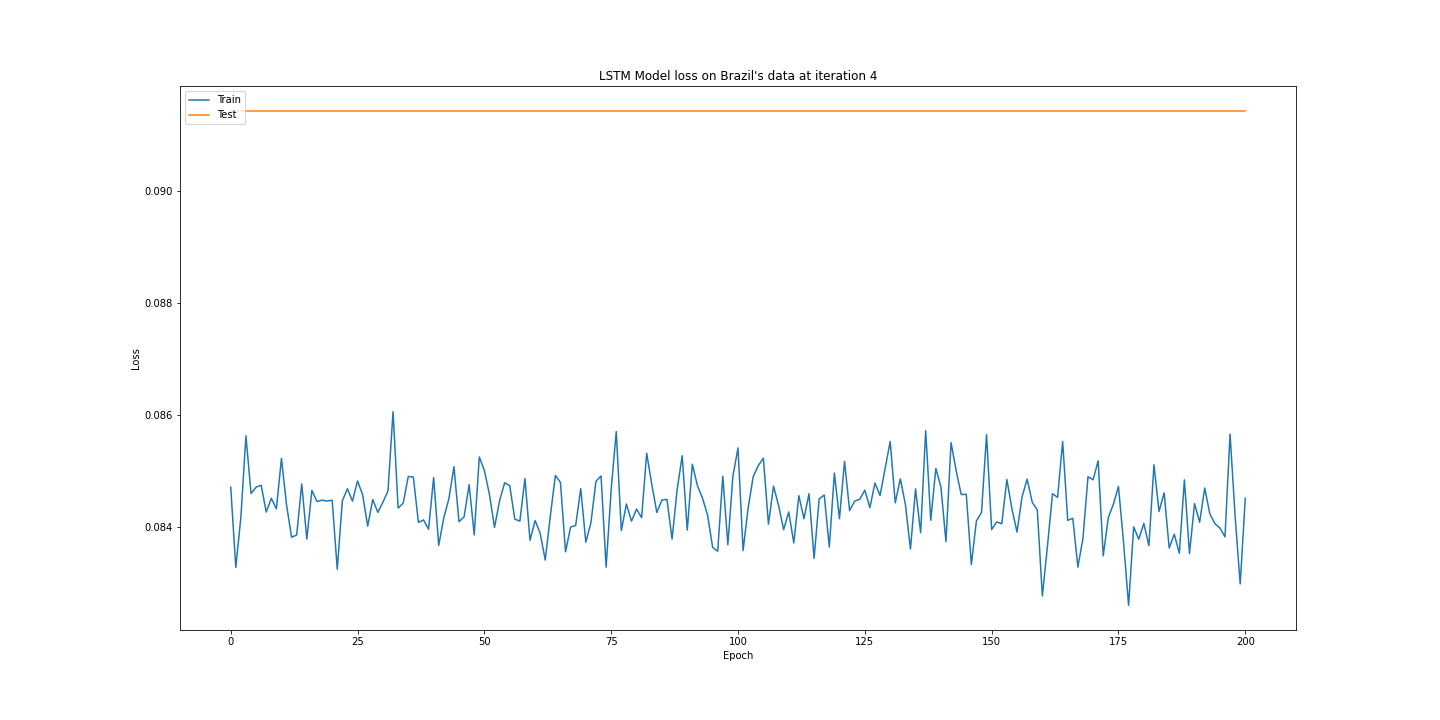 LSTM Model loss on Brazil's data at iteration 4
Train
Test
0.090
0.088
0.086
0.084
Loss
0 25 50 75 100 125 150 175 200
Epoch